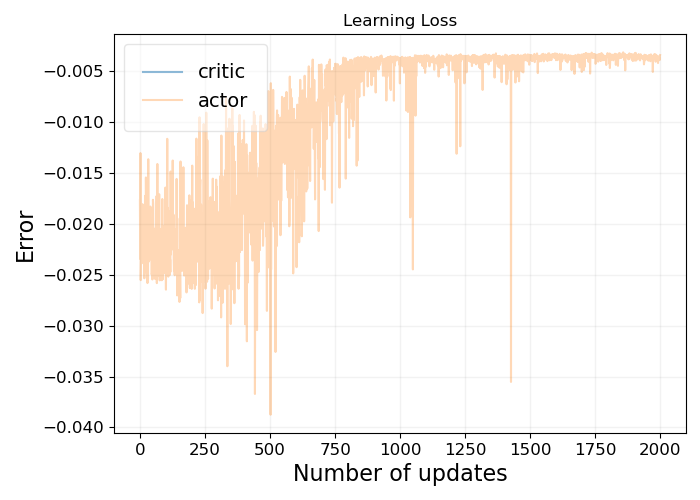 Learning Loss
critic
actor
Error
−0.005
−0.010
−0.015
−0.020
−0.025
−0.030
−0.035
−0.040
0 250 500 750 1000 1250 1500 1750 2000
Number of updates